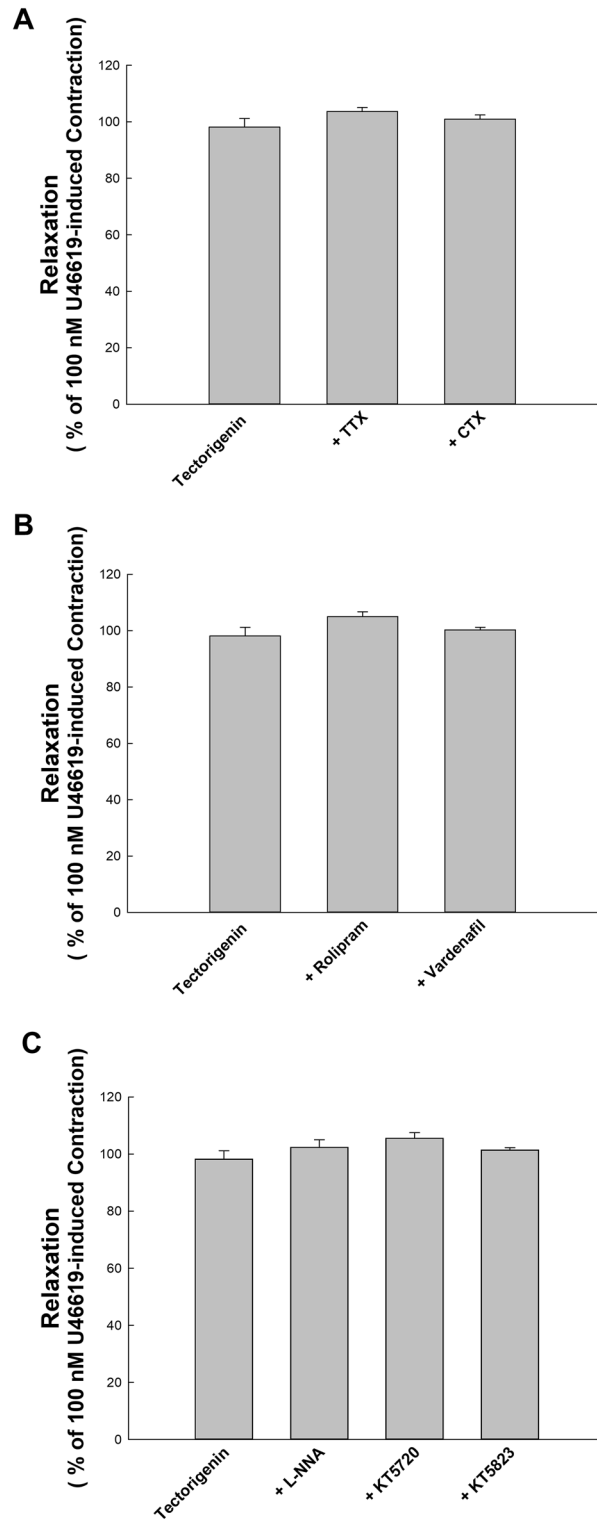 A
Relaxation
( % of 100 nM U46619-induced Contraction)
120
100
80
60
40
20
0
Tectorigenin
+ TTX
+ CTX
B
Relaxation
( % of 100 nM U46619-induced Contraction)
120
100
80
60
40
20
0
Tectorigenin
+ Rolipram
+ Vardenafil
C
Relaxation
( % of 100 nM U46619-induced Contraction)
120
100
80
60
40
20
0
Tectorigenin
+ L-NNA
+ KT5720
+ KT5823